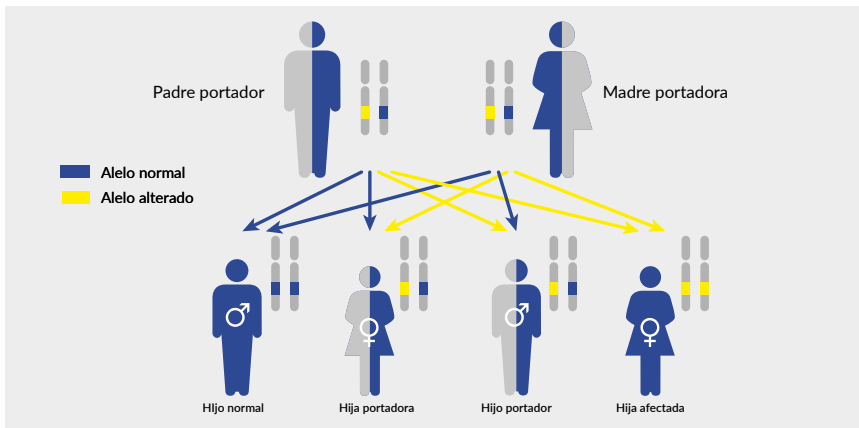 Padre portador
Madre portadora
Alelo normal
Alelo alterado
HIjo normal
Hija portadora
Hijo portador
Hija afectada